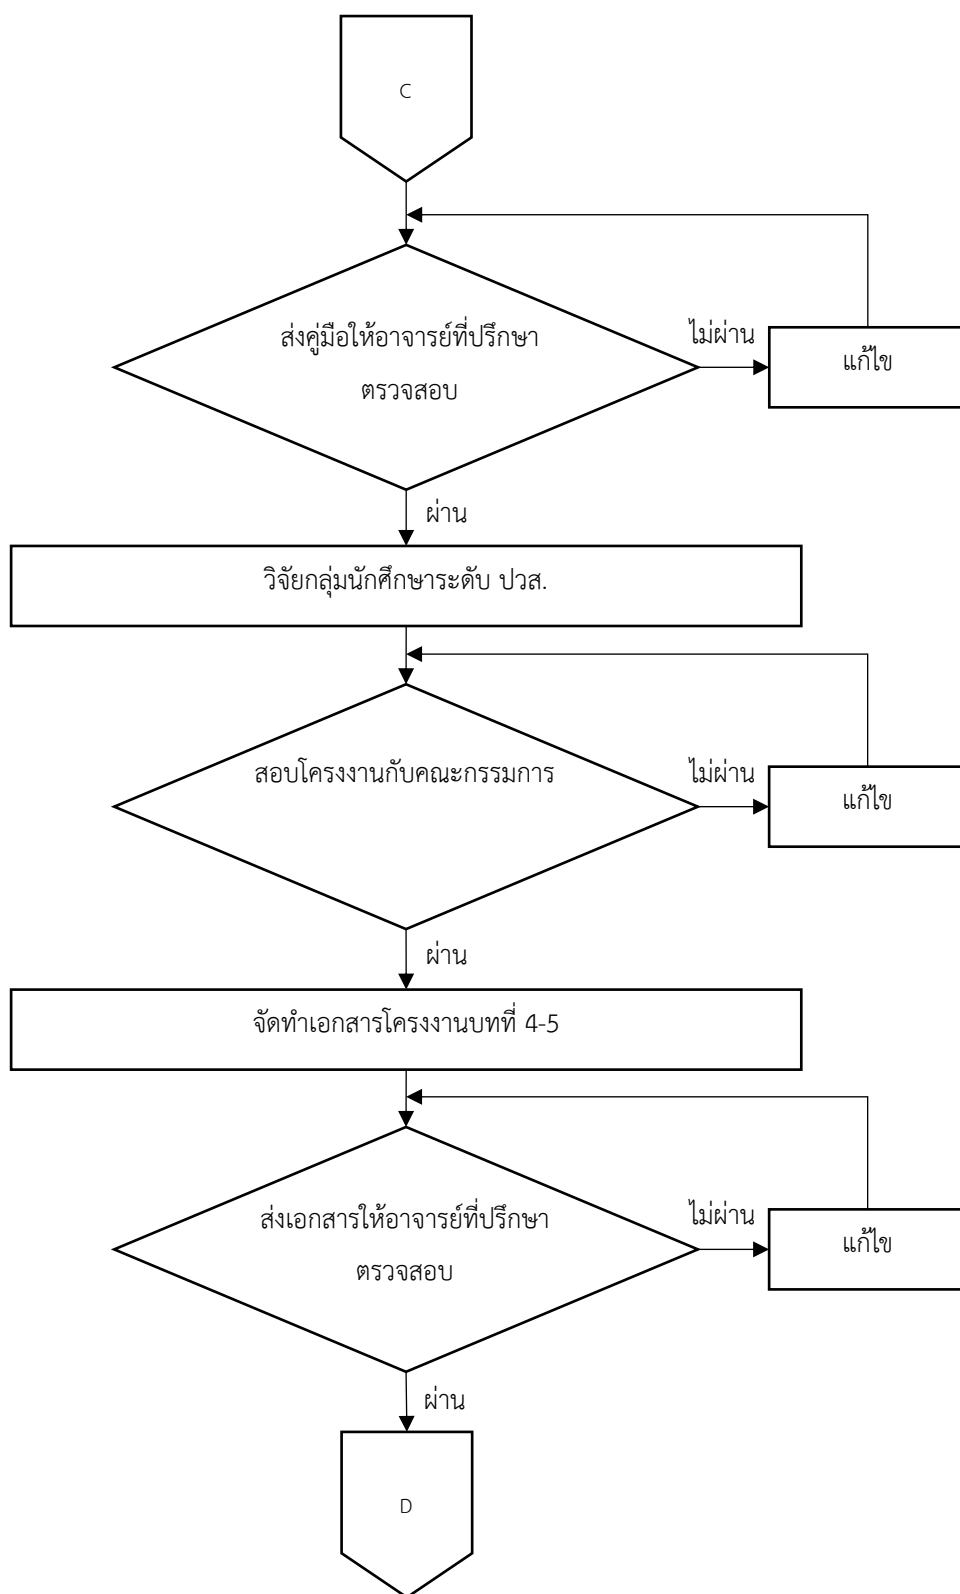 C
ส่งคู่มือให้อาจารย์ที่ปรึกษา
ตรวจสอบ
ไม่ผ่าน
แก้ไข
ผ่าน
วิจัยกลุ่มนักศึกษาระดับ ปวส.
สอบโครงงานกับคณะกรรมการ
ไม่ผ่าน
แก้ไข
ผ่าน
จัดทำเอกสารโครงงานบทที่ 4-5
ส่งเอกสารให้อาจารย์ที่ปรึกษา
ตรวจสอบ
ไม่ผ่าน
แก้ไข
ผ่าน
D